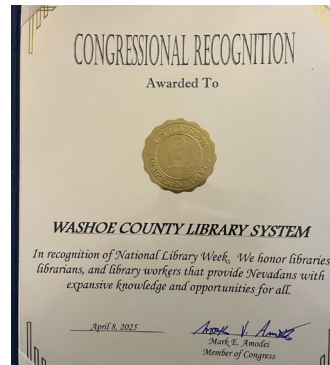 CONGRESSIONAL RECOGNITION
Awarded To
WASHOE COUNTY LIBRARY SYSTEM
In recognition of National Library Week. We honor libraries
librarians, and library workers that provide Nevadans with
expansive knowledge and opportunities for all.
April 8, 2025
Mark E. Amodei
Member of Congress